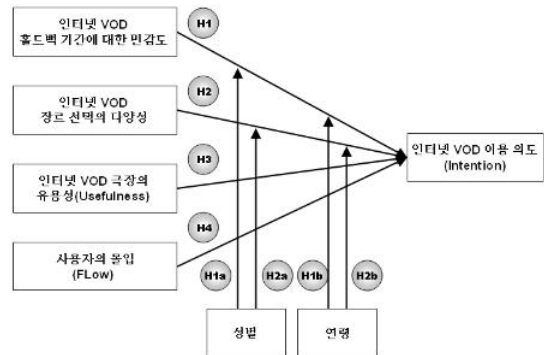 인터넷 VOD
홀드백 기간에 대한 민감도
H1
인터넷 VOD
장르 선택의 다양성
H2
인터넷 VOD 극장의
유용성(Usefulness)
H3
사용자의 몰입
(FLow)
H4
인터넷 VOD 이용 의도
(Intention)
H1a
H2a
H1b
H2b
성별
연령